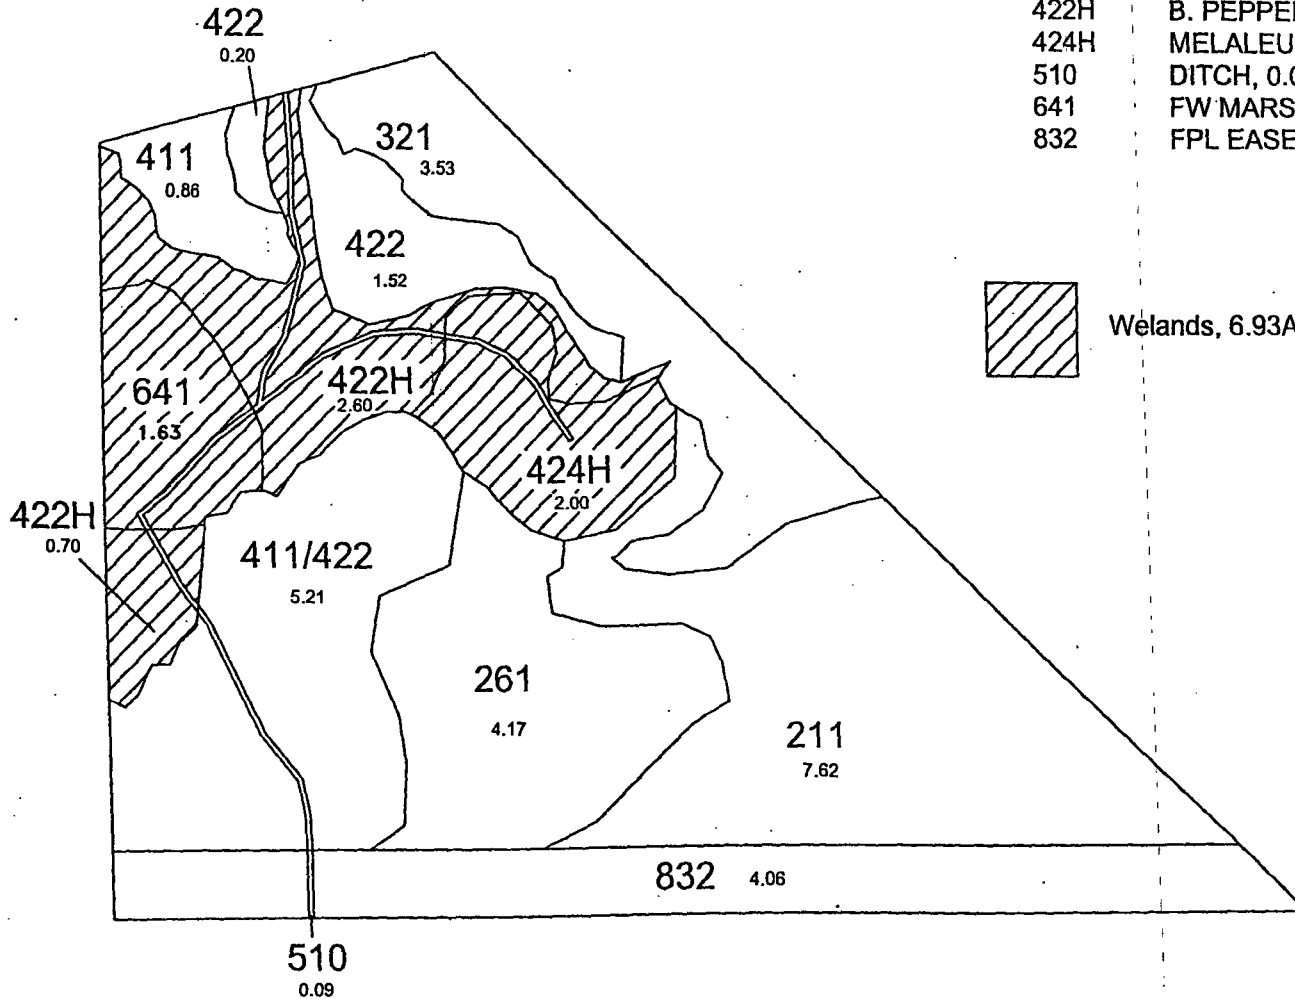 422
0.20
422H B. PEPPE
424H MELALEU
510 DITCH, 0.0
641 FW MARS
832 FPL EASE
411
0.86
321
3.53
422
1.52
Welands, 6.93A
641
1.63
422H
2.60
424H
2.00
422H
0.70
411/422
5.21
261
4.17
211
7.62
832 4.06
510
0.09